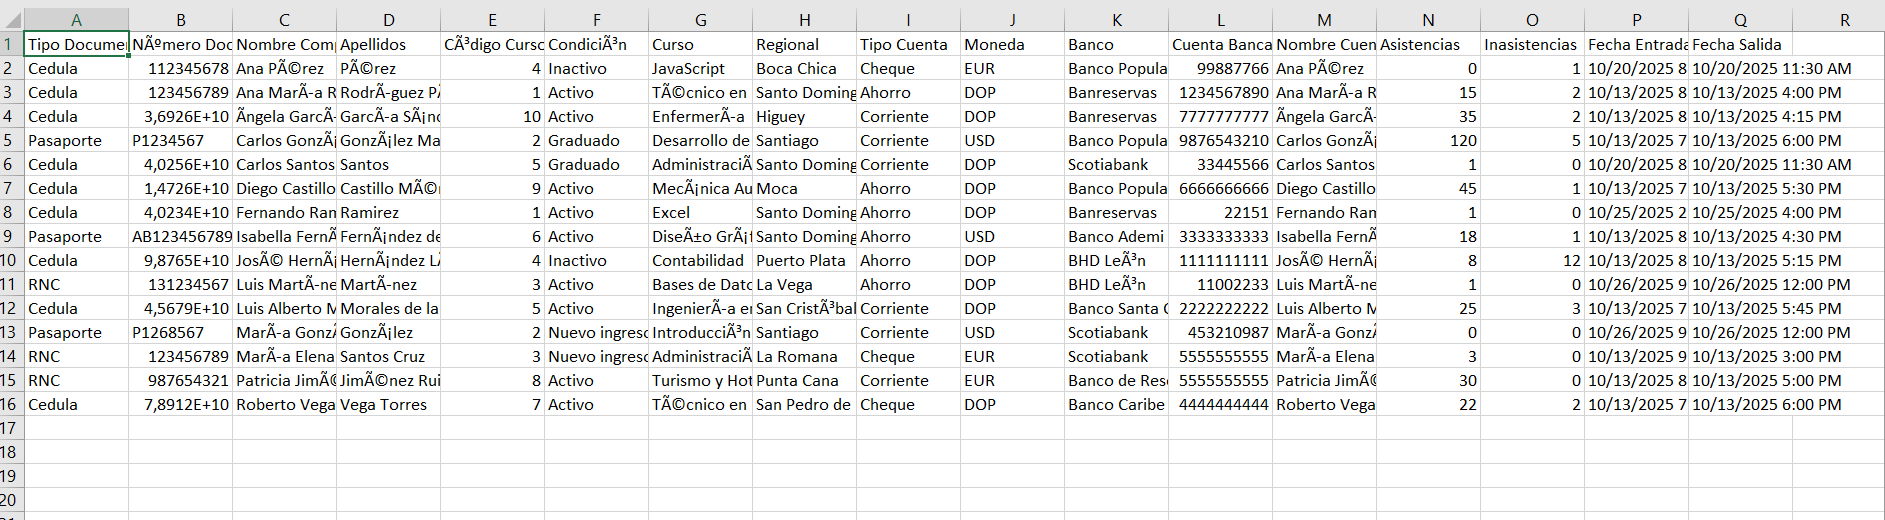 A B C D E F G H I J K L M N O P Q R
1 Tipo Documen NÃºmero Doc Nombre Comp Apellidos CÃ³digo Curso CondiciÃ³n Curso Regional Tipo Cuenta Moneda Banco Cuenta Banca Nombre Cuen Asistencias Inasistencias Fecha Entrada Fecha Salida
2 Cedula 112345678 Ana PÃ©rez PÃ©rez 4 Inactivo JavaScript Boca Chica Cheque EUR Banco Popula 99887766 Ana PÃ©rez 0 1 10/20/2025 8 10/20/2025 11:30 AM
3 Cedula 123456789 Ana MarÃ-a R RodrÃ-guez PÃ 1 Activo TÃ©cnico en Santo Doming Ahorro DOP Banreservas 1234567890 Ana MarÃ-a R 15 2 10/13/2025 8 10/13/2025 4:00 PM
4 Cedula 3,6926E+10 Ãngela GarcÃ- GarcÃ-a SÃ¡nc 10 Activo EnfermerÃ-a Higuey Corriente DOP Banreservas 7777777777 Ãngela GarcÃ- 35 2 10/13/2025 8 10/13/2025 4:15 PM
5 Pasaporte P1234567 Carlos GonzÃ¡ GonzÃ¡lez Ma 2 Graduado Desarrollo de Santiago Corriente USD Banco Popula 9876543210 Carlos GonzÃ¡ 120 5 10/13/2025 7 10/13/2025 6:00 PM
6 Cedula 4,0256E+10 Carlos Santos Santos 5 Graduado AdministraciÃ Santo Doming Corriente DOP Scotiabank 33445566 Carlos Santos 1 0 10/20/2025 8 10/20/2025 11:30 AM
7 Cedula 1,4726E+10 Diego Castillo Castillo MÃ© 9 Activo MecÃ¡nica Au Moca Ahorro DOP Banco Popula 6666666666 Diego Castillo 45 1 10/13/2025 7 10/13/2025 5:30 PM
8 Cedula 4,0234E+10 Fernando Ram Ramirez 1 Activo Excel Santo Doming Ahorro DOP Banreservas 22151 Fernando Ram 1 0 10/25/2025 2 10/25/2025 4:00 PM
9 Pasaporte AB123456789 Isabella FernÃ FernÃ¡ndez de 6 Activo DiseÃ±o GrÃ¡f Santo Doming Ahorro USD Banco Ademi 3333333333 Isabella FernÃ 18 1 10/13/2025 8 10/13/2025 4:30 PM
10 Cedula 9,8765E+10 JosÃ© HernÃ¡ HernÃ¡ndez LÃ 4 Inactivo Contabilidad Puerto Plata Ahorro DOP BHD LeÃ³n 1111111111 JosÃ© HernÃ¡ 8 12 10/13/2025 8 10/13/2025 5:15 PM
11 RNC 131234567 Luis MartÃ-ne MartÃ-nez 3 Activo Bases de Dato La Vega Ahorro DOP BHD LeÃ³n 11002233 Luis MartÃ-ne 1 0 10/26/2025 9 10/26/2025 12:00 PM
12 Cedula 4,5679E+10 Luis Alberto M Morales de la 5 Activo IngenierÃ-a en San CristÃ³bal Corriente DOP Banco Santa C 2222222222 Luis Alberto M 25 3 10/13/2025 7 10/13/2025 5:45 PM
13 Pasaporte P1268567 MarÃ-a GonzÃ GonzÃ¡lez 2 Nuevo ingreso IntroducciÃ³n Santiago Corriente USD Scotiabank 453210987 MarÃ-a GonzÃ 0 0 10/26/2025 9 10/26/2025 12:00 PM
14 RNC 123456789 MarÃ-a Elena Santos Cruz 3 Nuevo ingreso AdministraciÃ La Romana Cheque EUR Scotiabank 5555555555 MarÃ-a Elena 3 0 10/13/2025 9 10/13/2025 3:00 PM
15 RNC 987654321 Patricia JimÃ© JimÃ©nez Rui 8 Activo Turismo y Hot Punta Cana Corriente EUR Banco de Res 5555555555 Patricia JimÃ© 30 0 10/13/2025 8 10/13/2025 5:00 PM
16 Cedula 7,8912E+10 Roberto Vega Vega Torres 7 Activo TÃ©cnico en San Pedro de Cheque DOP Banco Caribe 4444444444 Roberto Vega 22 2 10/13/2025 7 10/13/2025 6:00 PM
17
18
19
20